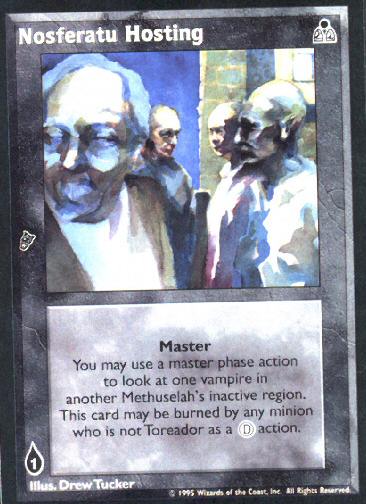 Nosferatu Hosting
Master
You may use a master phase action
to look at one vampire in
another Methuselah's inactive region.
This card may be burned by any minion
who is not Toreador as a D action.
1
Illus. Drew Tucker
© 1995 Wizards of the Coast, Inc. All Rights Reserved.